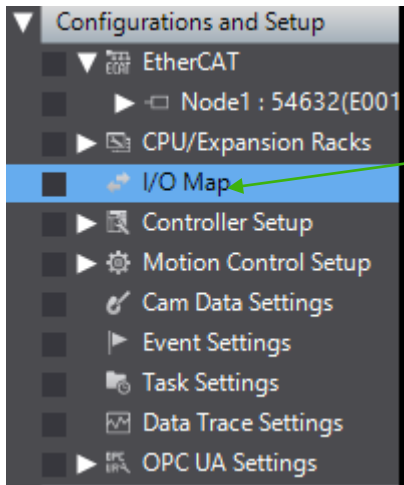 Configurations and Setup
EtherCAT
Node1 : 54632(E001
CPU/Expansion Racks
I/O Map
Controller Setup
Motion Control Setup
Cam Data Settings
Event Settings
Task Settings
Data Trace Settings
OPC UA Settings